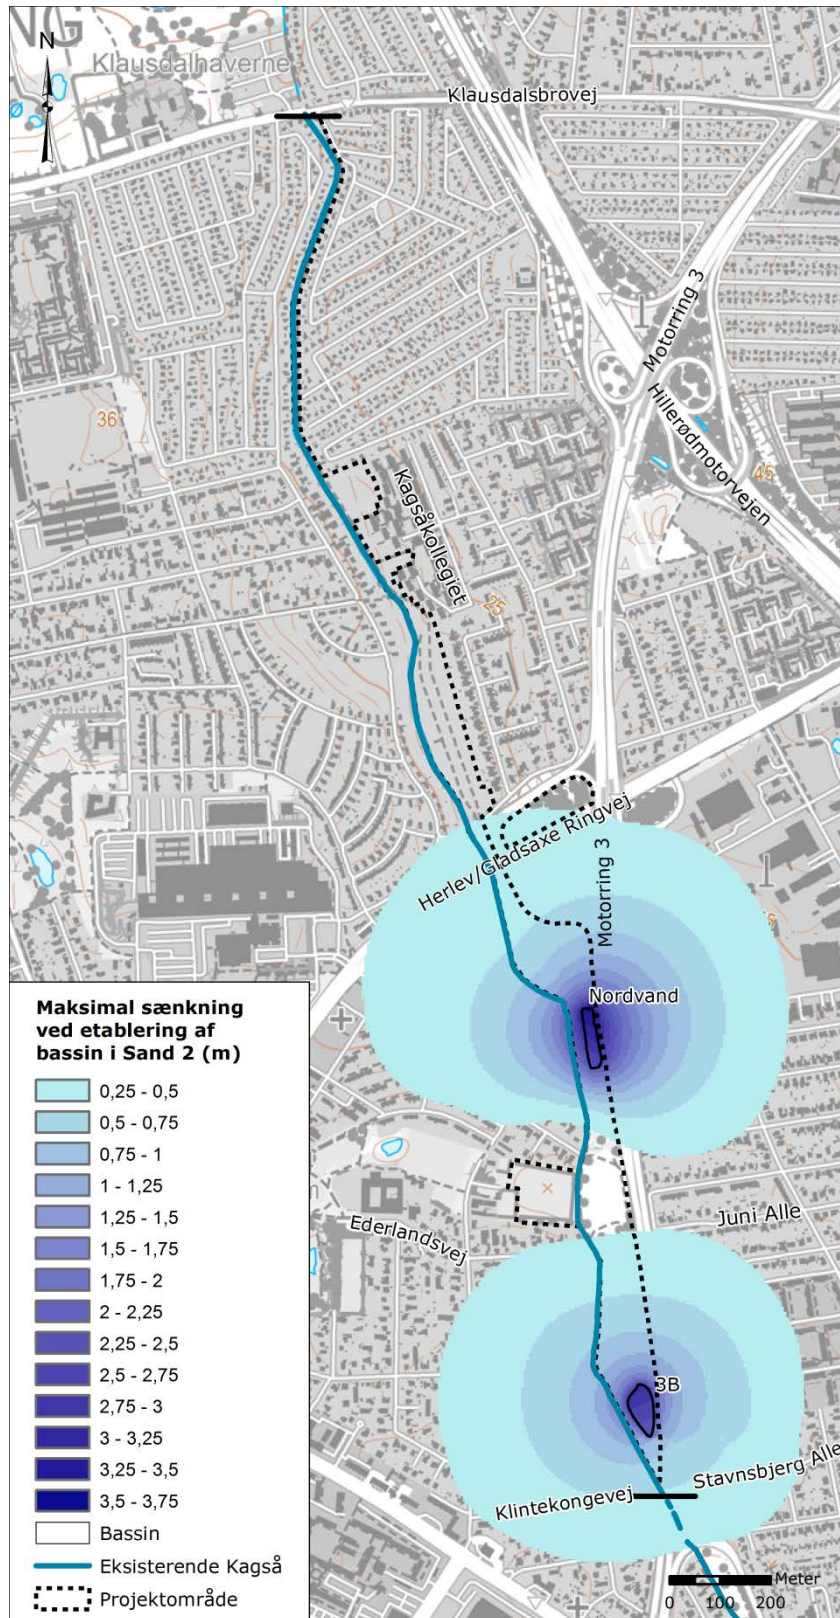 NG
N
Klausdalhaverne
Klausdalsbrovej
Motorring 3
Hillerødmotorvejen
36
45
Kagsåkollegiet
25
Herlev/Gladsaxe Ringvej
Motorring 3
Nordvand
Juni Alle
Ederlandsvej
3B
Stavnsbjerg Alle
Klintekongevej
Maksimal sænkning
ved etablering af
bassin i Sand 2 (m)
0,25 - 0,5
0,5 - 0,75
0,75 - 1
1 - 1,25
1,25 - 1,5
1,5 - 1,75
1,75 - 2
2 - 2,25
2,25 - 2,5
2,5 - 2,75
2,75 - 3
3 - 3,25
3,25 - 3,5
3,5 - 3,75
Bassin
Eksisterende Kagså
Projektområde
Meter
0 100 200